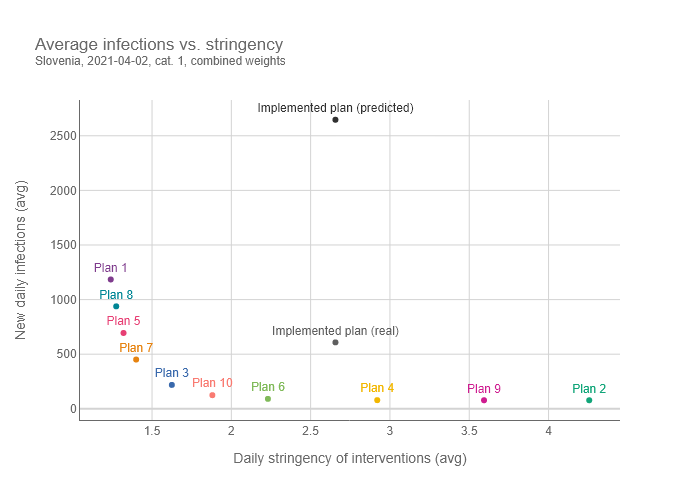 Average infections vs. stringency
Slovenia, 2021-04-02, cat. 1, combined weights
Implemented plan (predicted)
2500
2000
1500
Plan 1
Plan 8
1000
Plan 5
Implemented plan (real)
Plan 7
500
Plan 3
Plan 10
Plan 6
Plan 4
Plan 9
Plan 2
0
1.5
2
2.5
3
3.5
4
New daily infections (avg)
Daily stringency of interventions (avg)